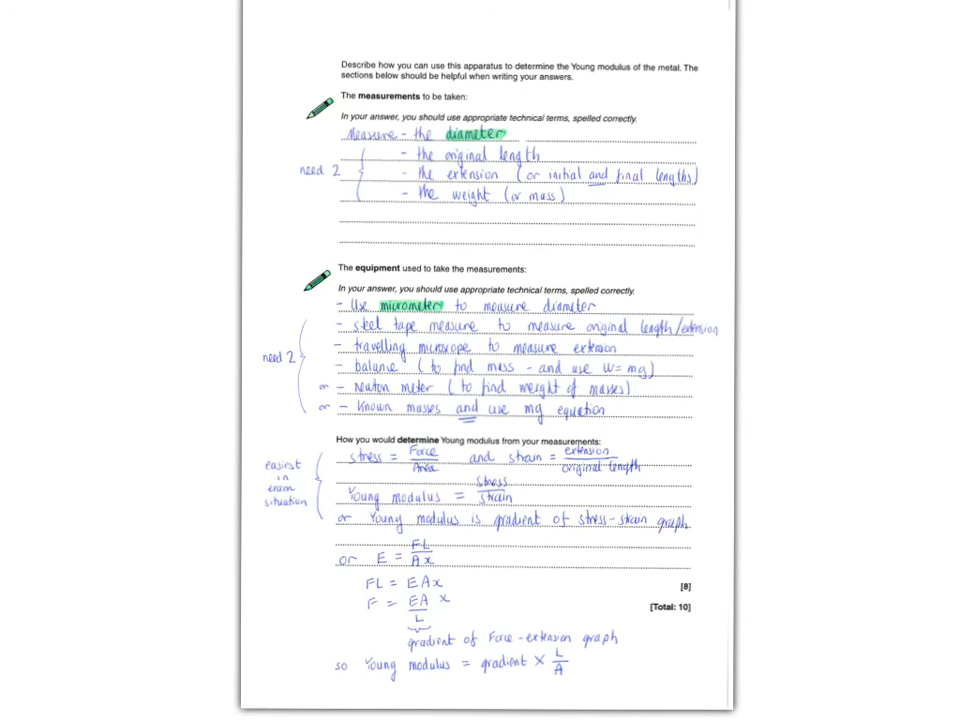 Describe how you can use this apparatus to determine the Young modulus of the metal. The
sections below should be helpful when writing your answers.
The measurements to be taken:
In your answer, you should use appropriate technical terms, spelled correctly.
Measure - the diameter
- the original length
need 2 - the extension (or initial and final lengths)
- the weight (or mass)
The equipment used to take the measurements:
In your answer, you should use appropriate technical terms, spelled correctly.
- Use micrometer to measure diameter
- steel tape measure to measure original length/extension
need 2 - travelling microscope to measure extension
- balance (to find mass - and use W = mg)
or - newton meter (to find weight of masses)
or - known masses and use mg equation
How you would determine Young modulus from your measurements:
stress = Force / Area and strain = extension / original length
easiest
in
exam
situation
Young modulus = stress / strain
or Young modulus is gradient of stress-strain graph
or E = FL / Ax
FL = EAx
[8]
F = EA / L x
[Total: 10]
gradient of Force-extension graph
so Young modulus = gradient × L / A